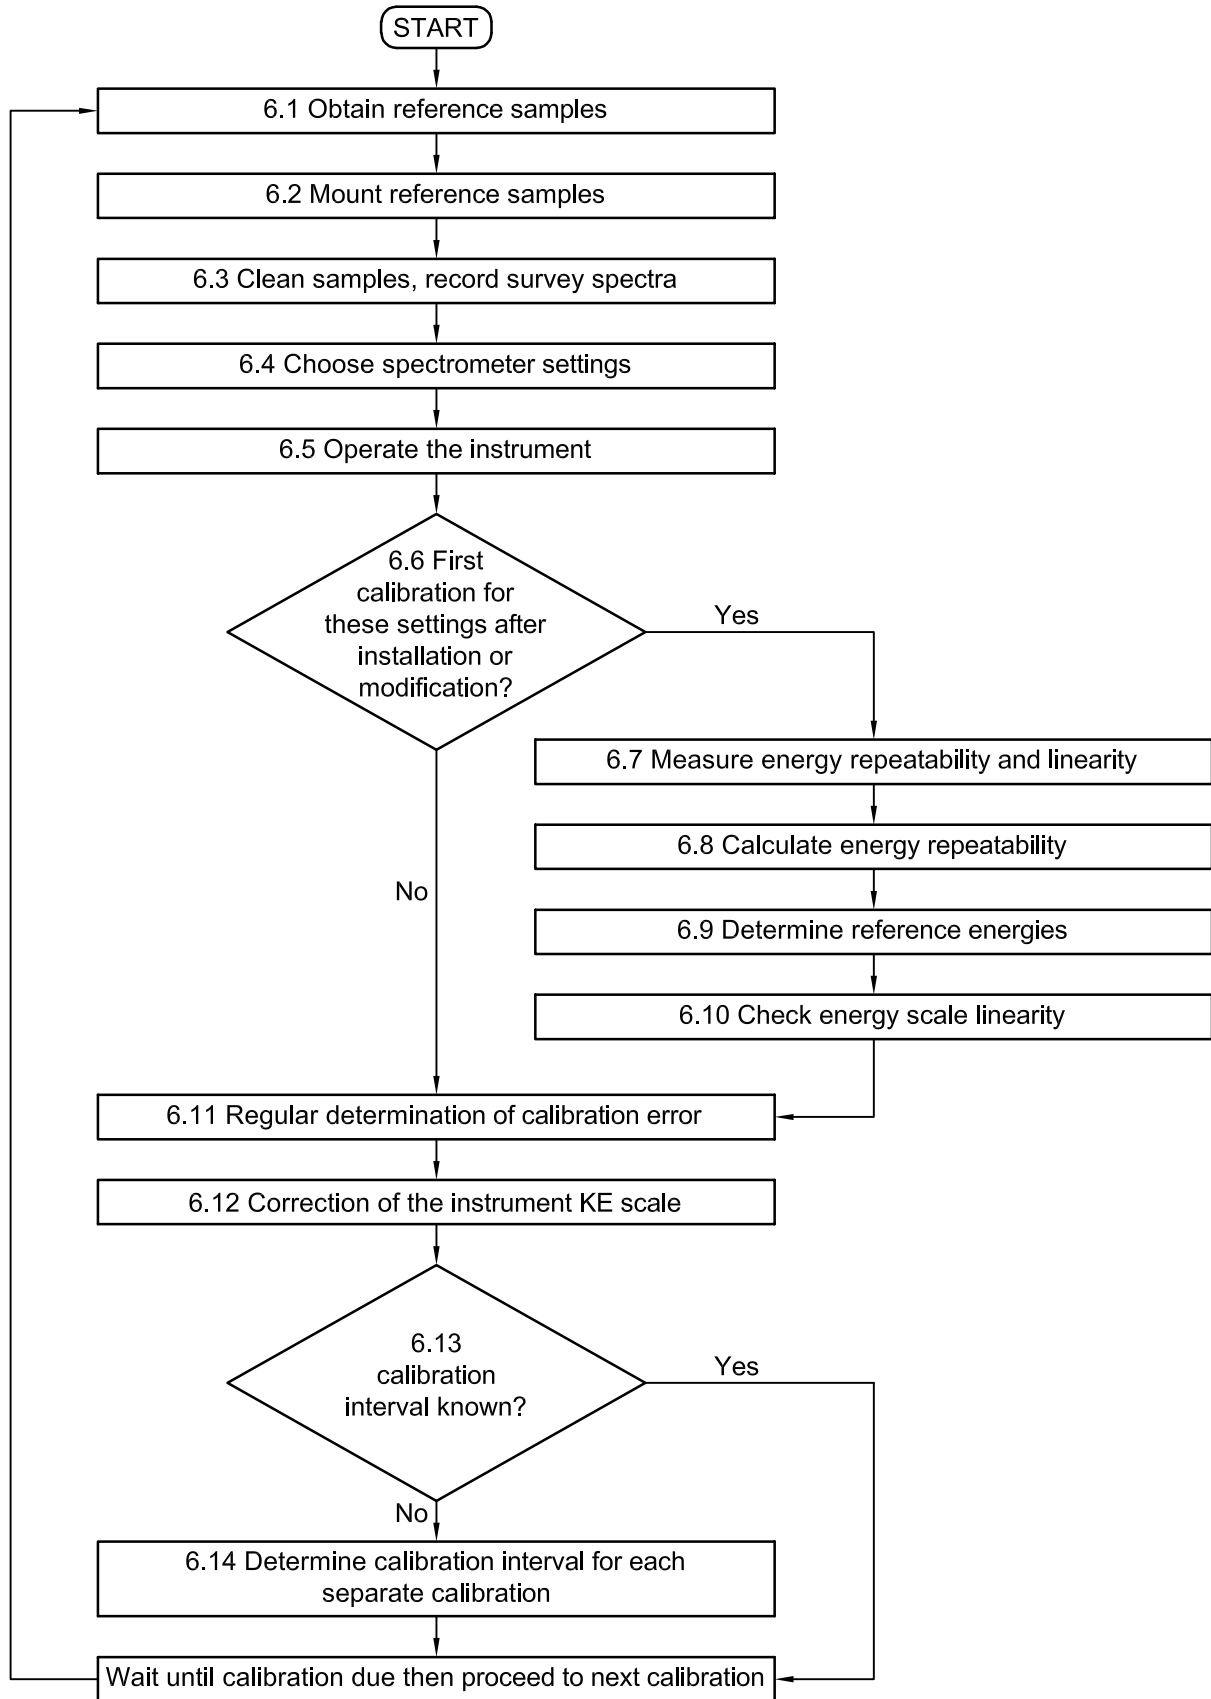 START
6.1 Obtain reference samples
6.2 Mount reference samples
6.3 Clean samples, record survey spectra
6.4 Choose spectrometer settings
6.5 Operate the instrument
6.6 First
calibration for
these settings after
installation or
modification?
Yes
6.7 Measure energy repeatability and linearity
6.8 Calculate energy repeatability
No
6.9 Determine reference energies
6.10 Check energy scale linearity
6.11 Regular determination of calibration error
6.12 Correction of the instrument KE scale
6.13
calibration
interval known?
Yes
No
6.14 Determine calibration interval for each
separate calibration
Wait until calibration due then proceed to next calibration